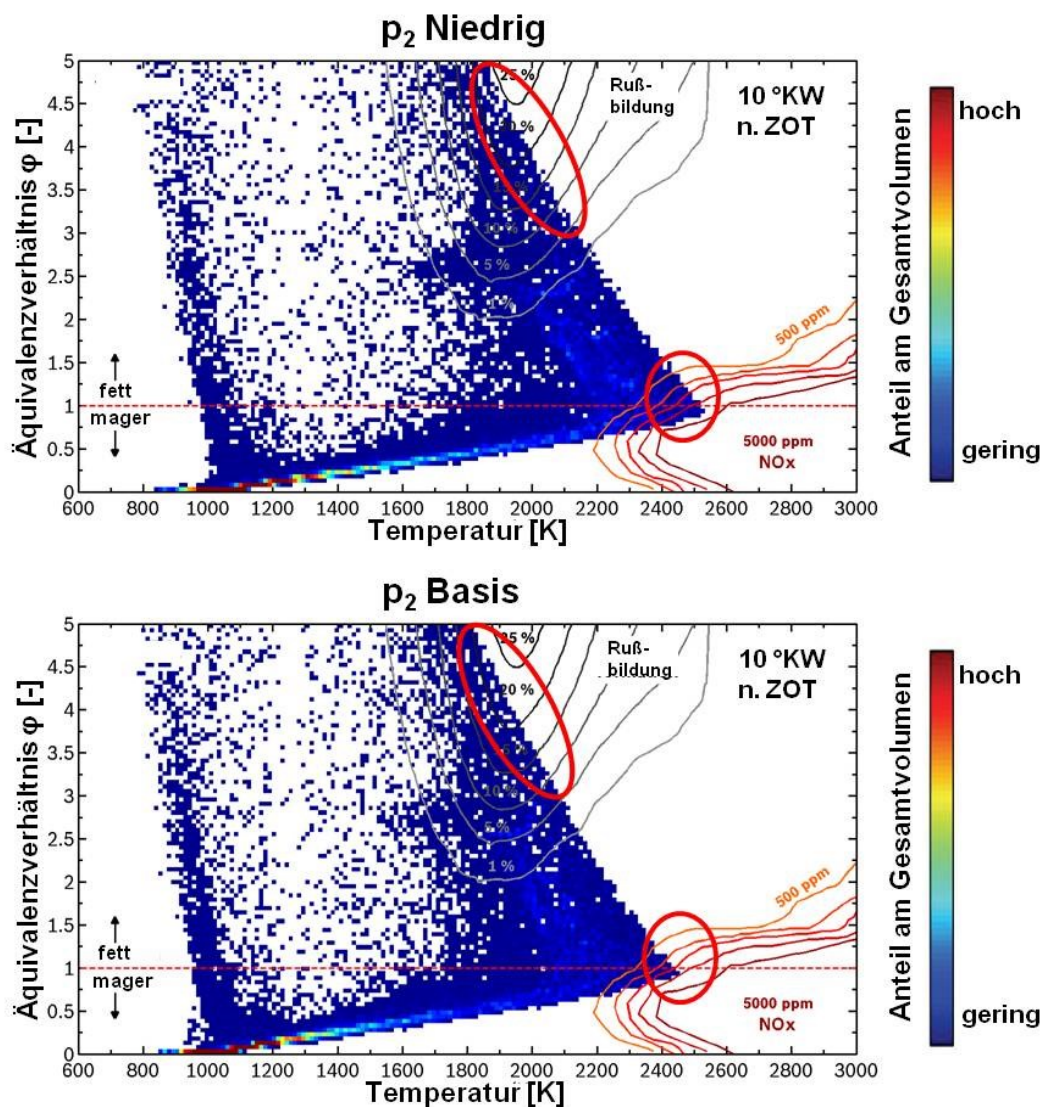 p₂ Niedrig
Äquivalenzverhältnis φ [-]
5
4.5
4
3.5
3
2.5
2
1.5
1
0.5
0
25 %
10 %
5 %
1 %
Ruß-
bildung
10 °KW
n. ZOT
fett
mager
500 ppm
5000 ppm
NOx
600 800 1000 1200 1400 1600 1800 2000 2200 2400 2600 2800 3000
Temperatur [K]
Anteil am Gesamtvolumen
hoch
gering
p₂ Basis
Äquivalenzverhältnis φ [-]
5
4.5
4
3.5
3
2.5
2
1.5
1
0.5
0
25 %
20 %
10 %
5 %
1 %
Ruß-
bildung
10 °KW
n. ZOT
fett
mager
500 ppm
5000 ppm
NOx
600 800 1000 1200 1400 1600 1800 2000 2200 2400 2600 2800 3000
Temperatur [K]
Anteil am Gesamtvolumen
hoch
gering